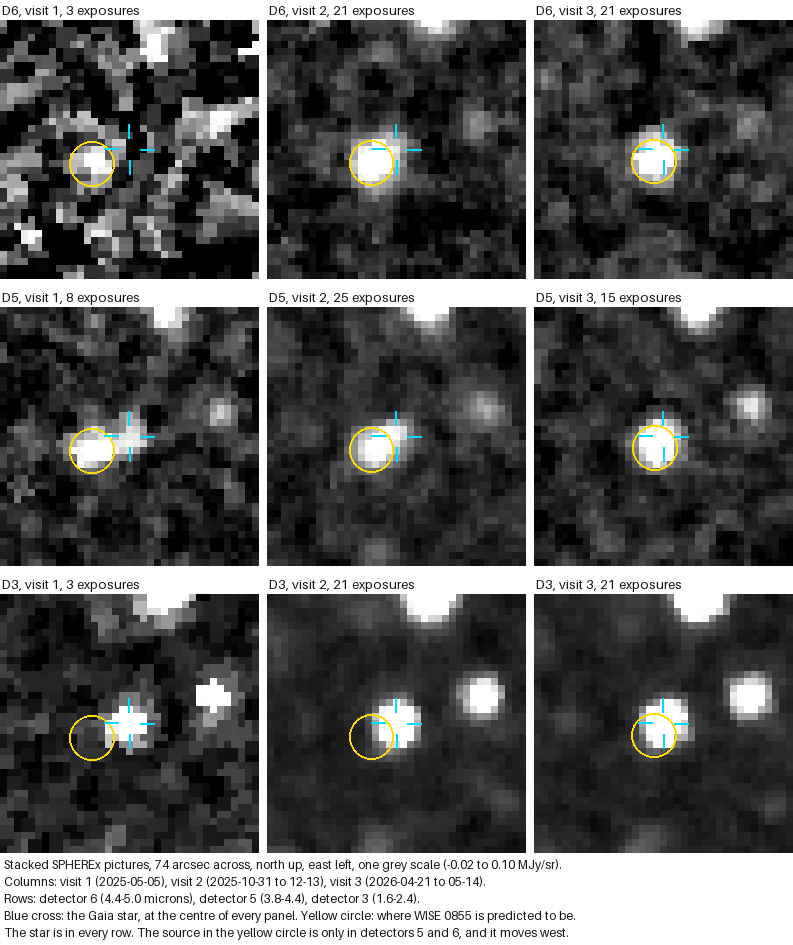 D6, visit 1, 3 exposures
D6, visit 2, 21 exposures
D6, visit 3, 21 exposures
D5, visit 1, 8 exposures
D5, visit 2, 25 exposures
D5, visit 3, 15 exposures
D3, visit 1, 3 exposures
D3, visit 2, 21 exposures
D3, visit 3, 21 exposures
Stacked SPHEREx pictures, 74 arcsec across, north up, east left, one grey scale (-0.02 to 0.10 MJy/sr).
Columns: visit 1 (2025-05-05), visit 2 (2025-10-31 to 12-13), visit 3 (2026-04-21 to 05-14).
Rows: detector 6 (4.4-5.0 microns), detector 5 (3.8-4.4), detector 3 (1.6-2.4).
Blue cross: the Gaia star, at the centre of every panel. Yellow circle: where WISE 0855 is predicted to be.
The star is in every row. The source in the yellow circle is only in detectors 5 and 6, and it moves west.